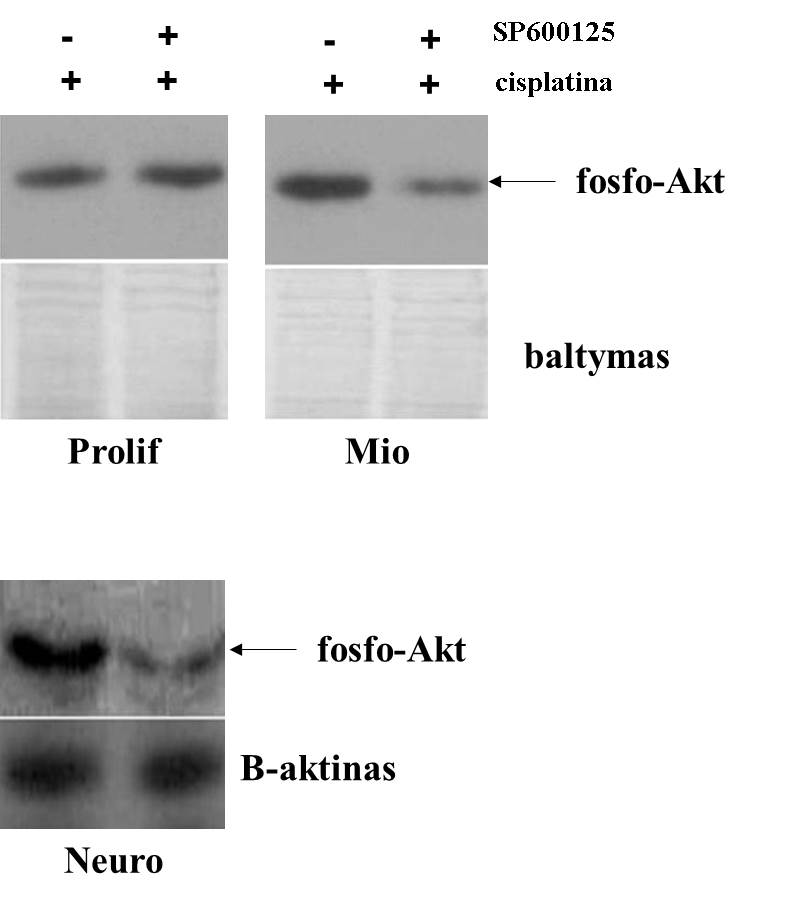 - + - + SP600125
+ + + + cisplatina
fosfo-Akt
baltymas
Prolif Mio
fosfo-Akt
B-aktinas
Neuro